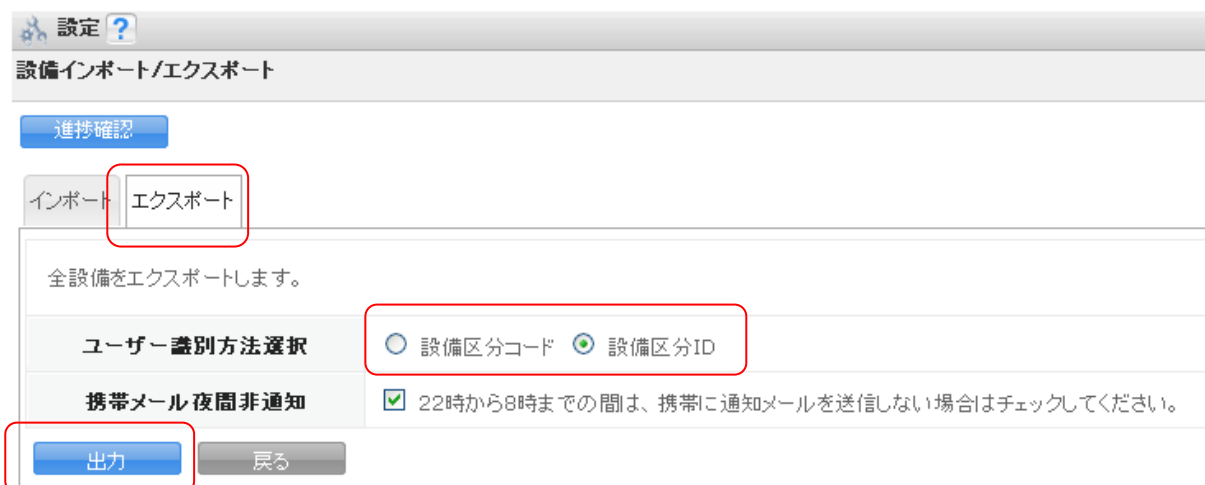 設定 ?
設備インポート/エクスポート
進捗確認
インポート エクスポート
全設備をエクスポートします。
ユーザー識別方法選択 設備区分コード 設備区分ID
携帯メール夜間非通知 22時から8時までの間は、携帯に通知メールを送信しない場合はチェックしてください。
出力 戻る